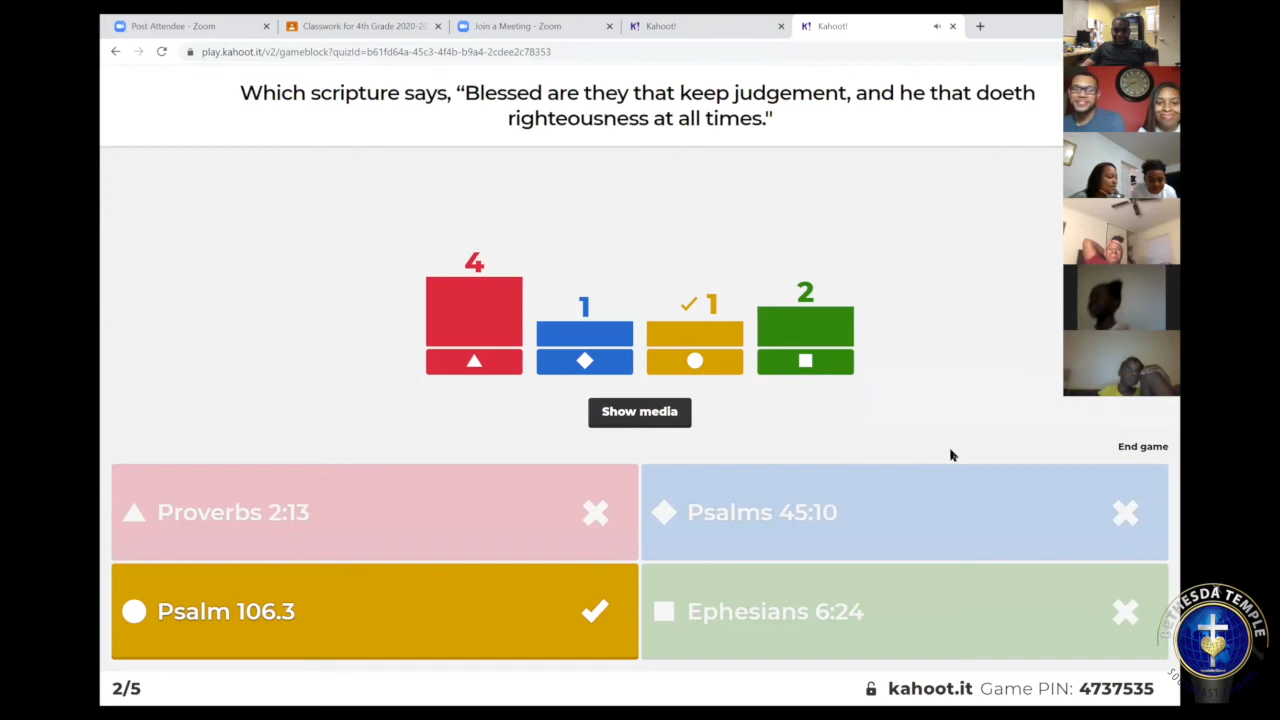 Post Attendee - Zoom
Classwork for 4th Grade 2020-20
Join a Meeting - Zoom
K! Kahoot!
K! Kahoot!
play.kahoot.it/v2/gameblock?quizId=b61fd64a-45c3-4f4b-b9a4-2cdee2c78353
Which scripture says, “Blessed are they that keep judgement, and he that doeth
righteousness at all times."
4
1
1
2
Show media
End game
Proverbs 2:13
Psalms 45:10
Psalm 106.3
Ephesians 6:24
2/5
kahoot.it Game PIN: 4737535
BETHESDA TEMPLE